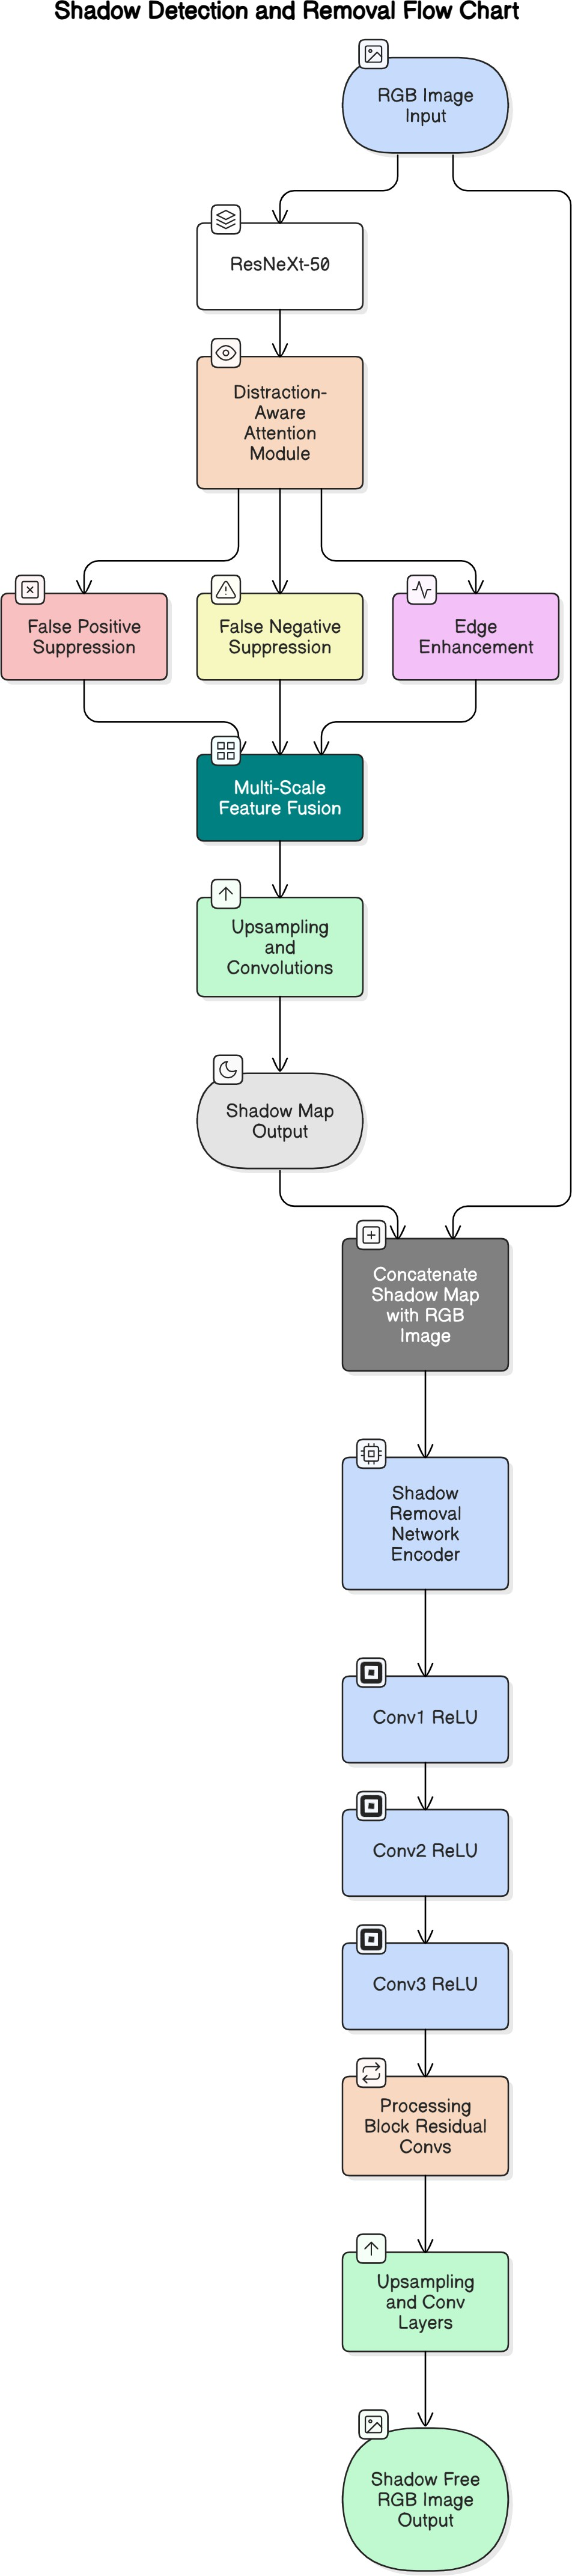 Shadow Detection and Removal Flow Chart
RGB Image
Input
ResNeXt-50
Distraction-
Aware
Attention
Module
False Positive
Suppression
False Negative
Suppression
Edge
Enhancement
Multi-Scale
Feature Fusion
Upsampling
and
Convolutions
Shadow Map
Output
Concatenate
Shadow Map
with RGB
Image
Shadow
Removal
Network
Encoder
Conv1 ReLU
Conv2 ReLU
Conv3 ReLU
Processing
Block Residual
Convs
Upsampling
and Conv
Layers
Shadow Free
RGB Image
Output